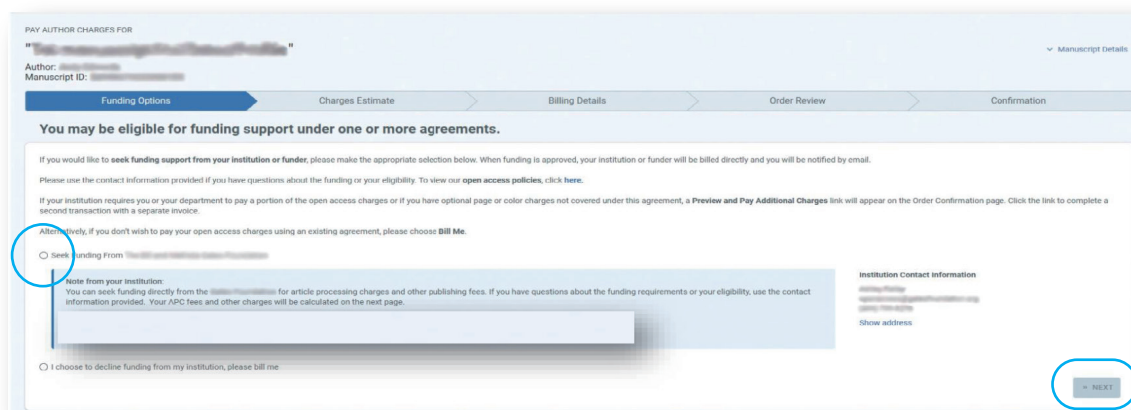 PAY AUTHOR CHARGES FOR
" "
Manuscript Details
Author:
Manuscript ID:
Funding Options Charges Estimate Billing Details Order Review Confirmation
You may be eligible for funding support under one or more agreements.
If you would like to seek funding support from your institution or funder, please make the appropriate selection below. When funding is approved, your institution or funder will be billed directly and you will be notified by email.
Please use the contact information provided if you have questions about the funding or your eligibility. To view our open access policies, click here.
If your institution requires you or your department to pay a portion of the open access charges or if you have optional page or color charges not covered under this agreement, a Preview and Pay Additional Charges link will appear on the Order Confirmation page. Click the link to complete a
second transaction with a separate invoice.
Alternatively, if you don't wish to pay your open access charges using an existing agreement, please choose Bill Me.
Seek Funding From
Note from your institution:
You can seek funding directly from the for article processing charges and other publishing fees. If you have questions about the funding requirements or your eligibility, use the contact
information provided. Your APC fees and other charges will be calculated on the next page.
Institution Contact Information
Show address
I choose to decline funding from my institution, please bill me
NEXT